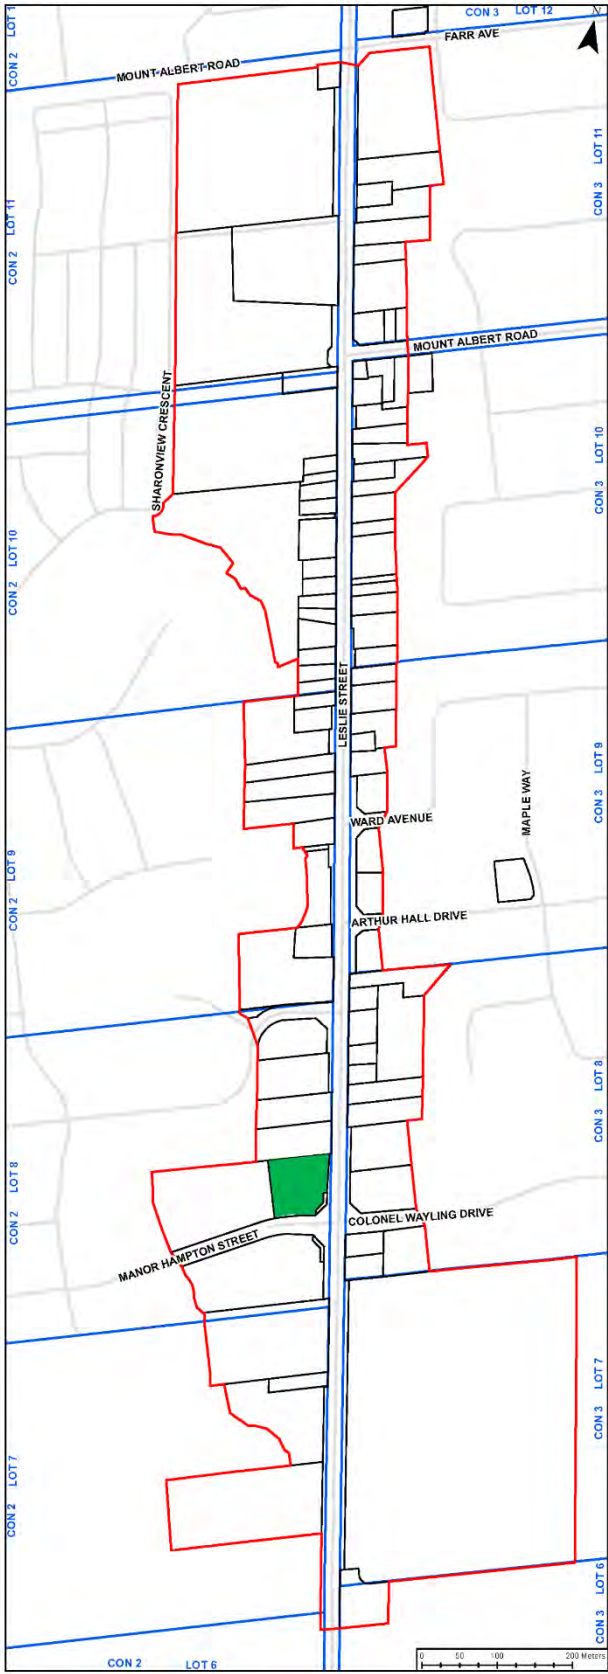 CON 3 LOT 12
N
LOT 1
FARR AVE
CON 2
MOUNT ALBERT ROAD
LOT 11
CON 3
LOT 11
CON 2
MOUNT ALBERT ROAD
SHARONVIEW CRESCENT
LOT 10
CON 3
LOT 10
CON 2
LESLIE STREET
LOT 9
CON 3
MAPLE WAY
WARD AVENUE
LOT 9
CON 2
ARTHUR HALL DRIVE
LOT 8
CON 3
LOT 8
CON 2
COLONEL WAYLING DRIVE
MANOR HAMPTON STREET
LOT 7
CON 3
LOT 7
CON 2
LOT 6
CON 3
CON 2 LOT 6
0 50 100 200 Meters